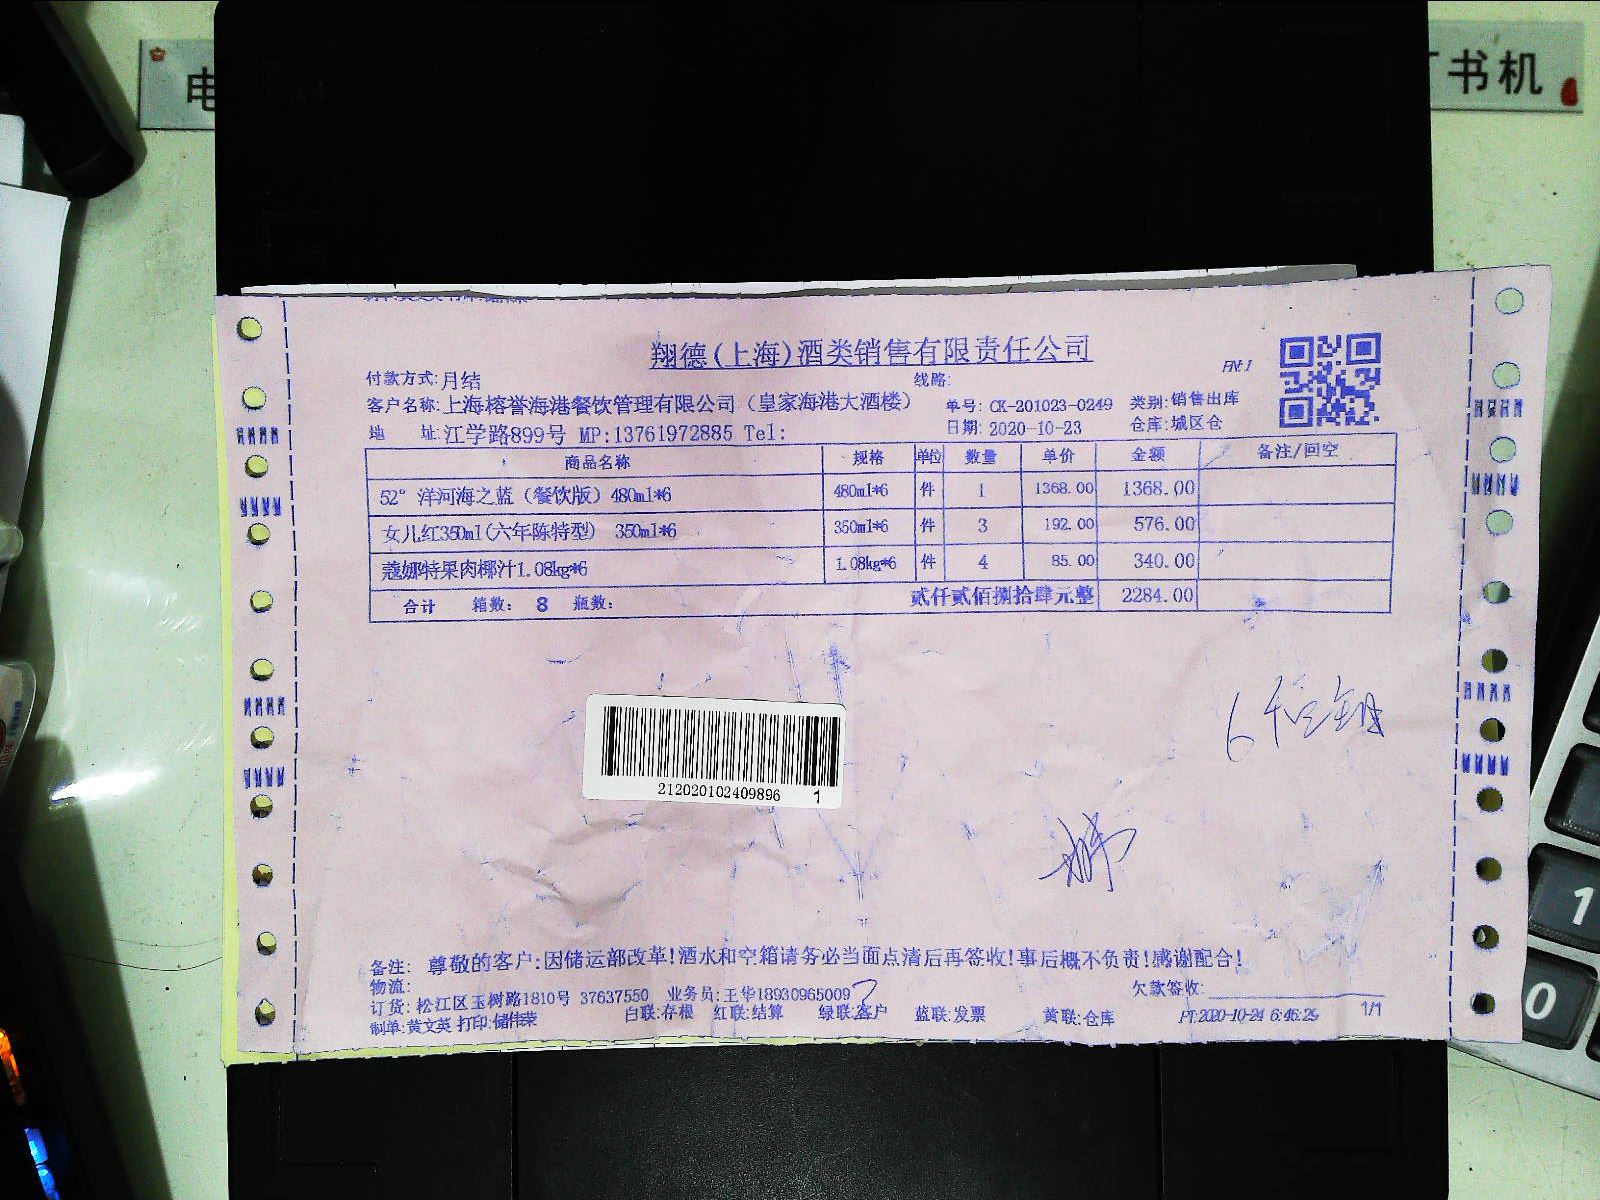 书机
翔德(上海)酒类销售有限责任公司
付款方式:月结
线路:
PN:1
客户名称:上海榕誉海港餐饮管理有限公司（皇家海港大酒楼）
单号: CK-201023-0249 类别:销售出库
地 址:江学路899号 MP:13761972885 Tel:
日期: 2020-10-23 仓库:城区仓
商品名称 规格 单位 数量 单价 金额 备注/回空
52° 洋河海之蓝（餐饮版）480ml*6 480ml*6 件 1 1368.00 1368.00
女儿红350ml(六年陈特型) 350ml*6 350ml*6 件 3 192.00 576.00
蔻娜特果肉椰汁1.08kg*6 1.08kg*6 件 4 85.00 340.00
合计 箱数: 8 瓶数: 贰仟贰佰捌拾肆元整 2284.00
212020102409896 1
备注: 尊敬的客户:因储运部改革!酒水和空箱请务必当面点清后再签收!事后概不负责!感谢配合!
物流:
订货: 松江区玉树路1810号 37637550 业务员:王华18930965009
欠款签收:
制单:黄文英 打印:储伟荣 白联:存根 红联:结算 绿联:客户 蓝联:发票 黄联:仓库 PT:2020-10-24 6:46:29 1/1
1
0